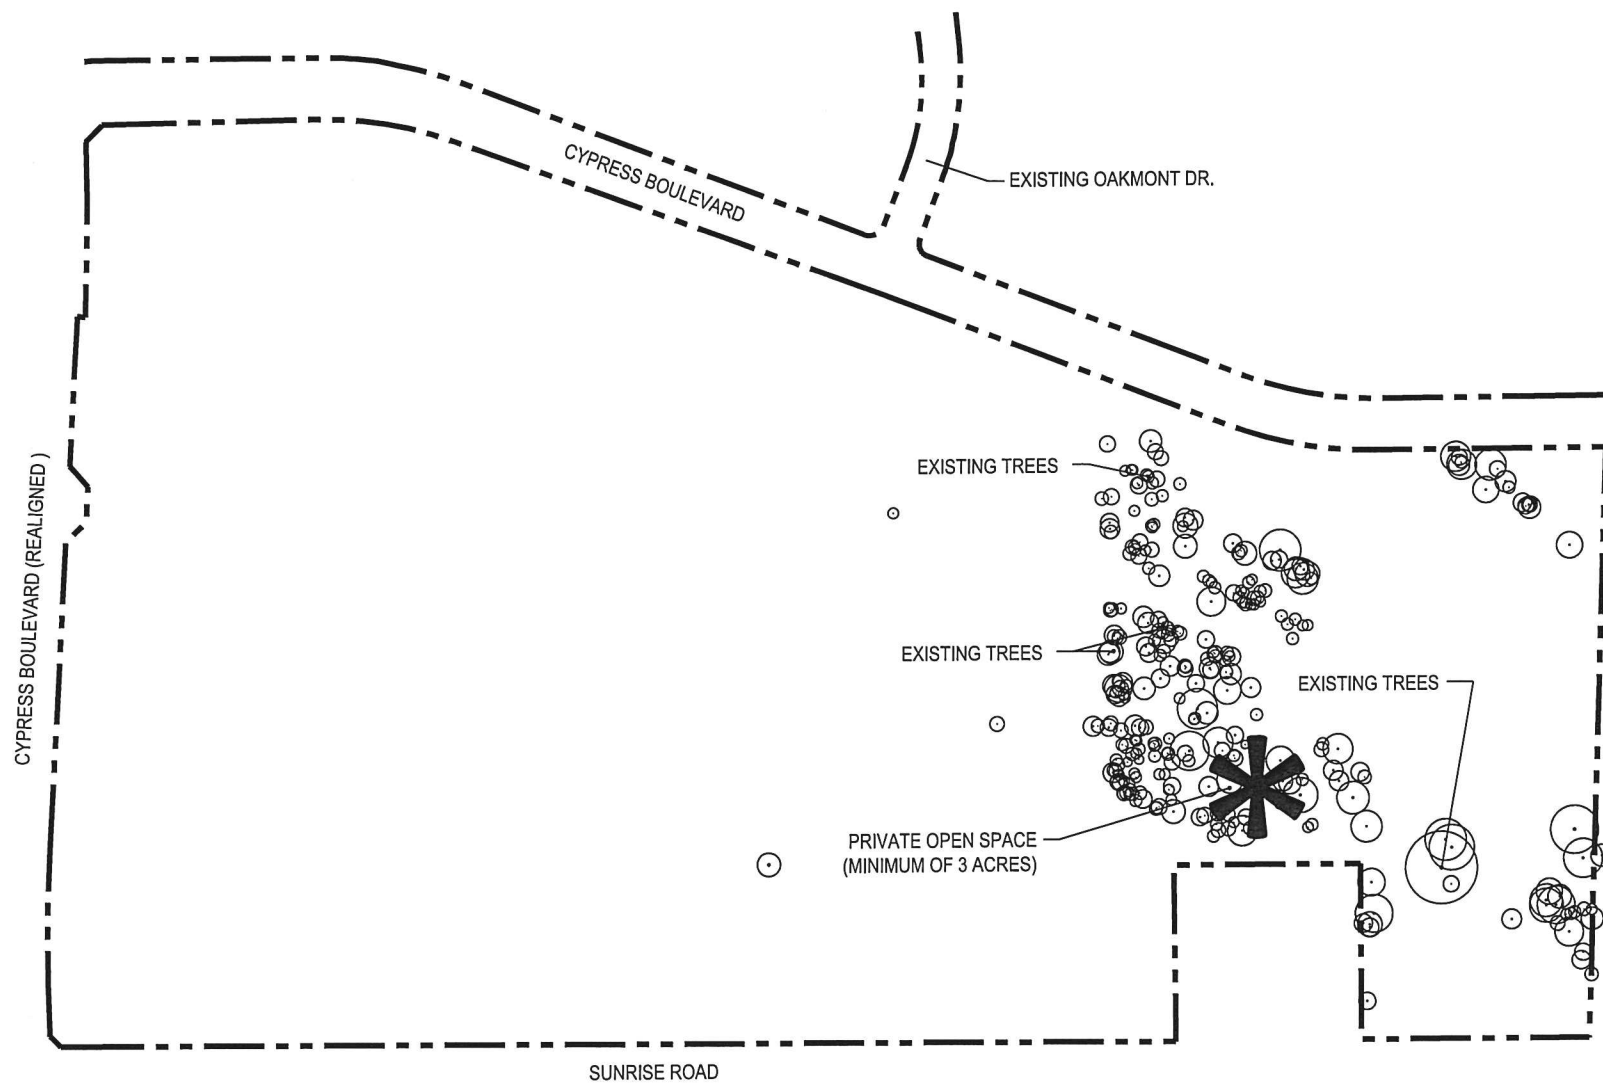 CYPRESS BOULEVARD
EXISTING OAKMONT DR.
EXISTING TREES
CYPRESS BOULEVARD (REALIGNED )
EXISTING TREES
EXISTING TREES
PRIVATE OPEN SPACE
(MINIMUM OF 3 ACRES)
SUNRISE ROAD